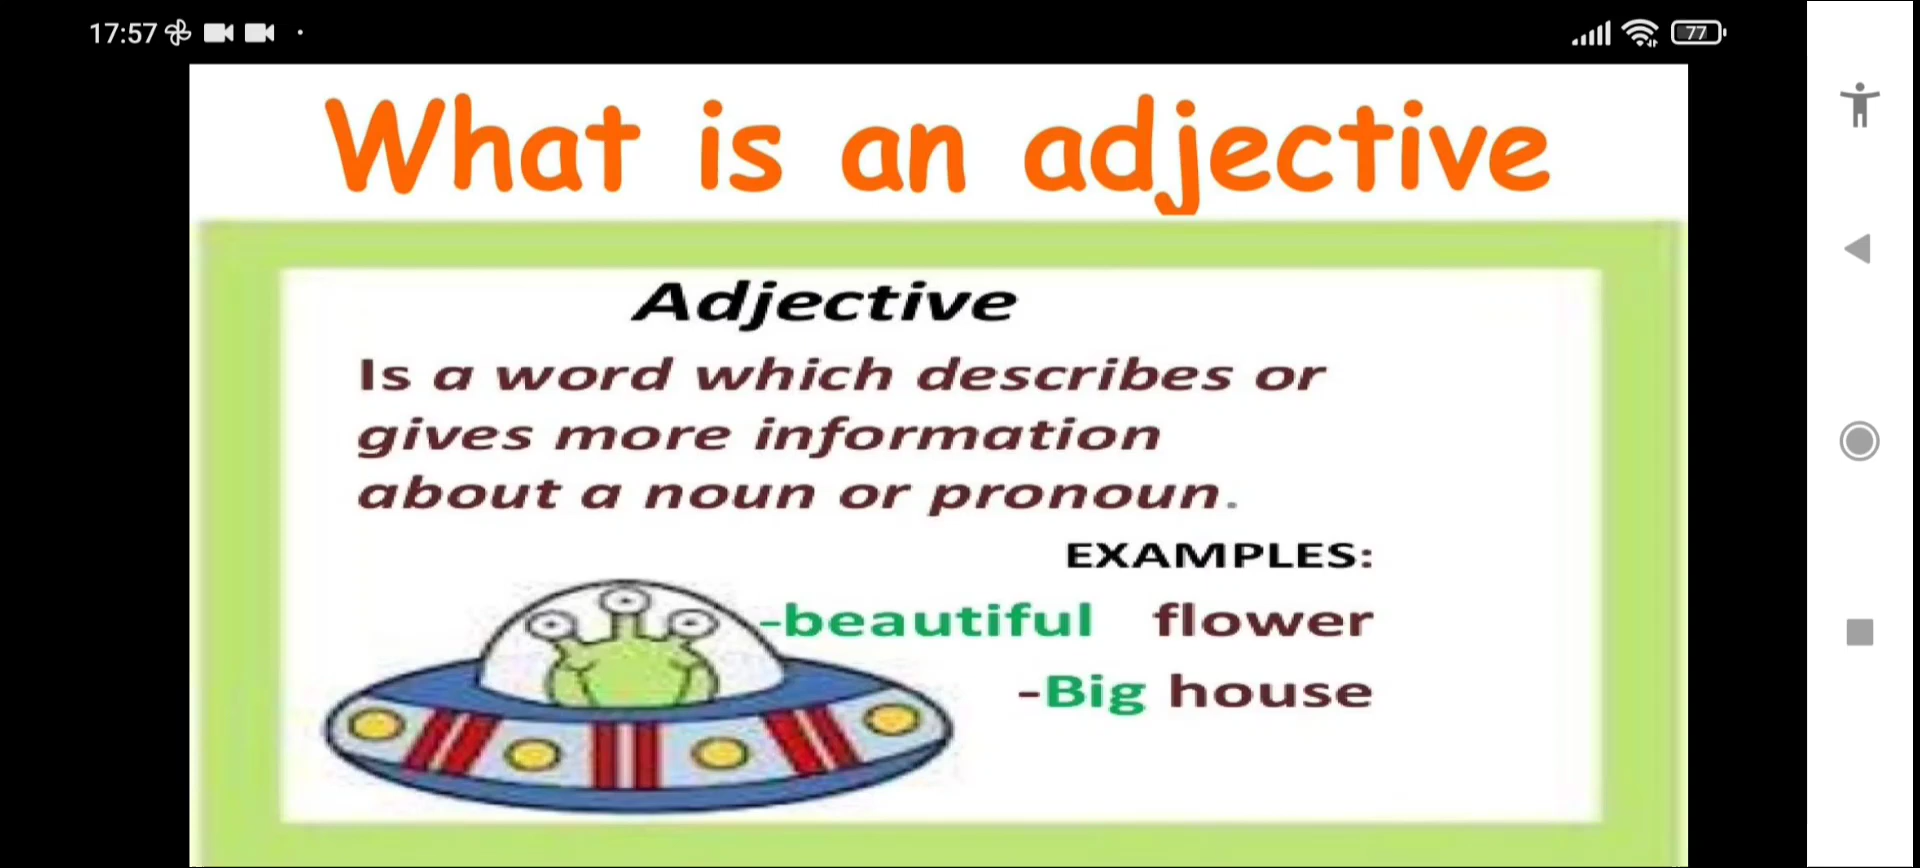 17:57
77
What is an adjective
Adjective
Is a word which describes or
gives more information
about a noun or pronoun.
EXAMPLES:
-beautiful flower
-Big house